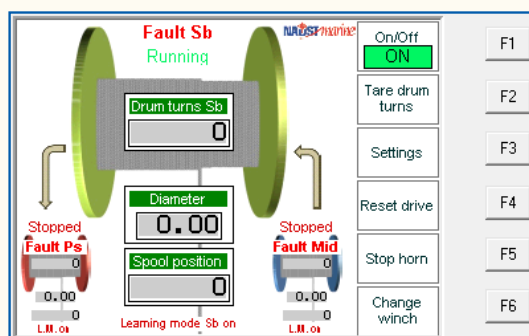 Fault Sb
Running
NAUST marine
Drum turns Sb
0
Diameter
0.00
Spool position
0
Learning mode Sb on
Stopped
Fault Ps
0
0.00
0
L.M. on
Stopped
Fault Mid
0
0.00
0
L.M. on
On/Off
ON
Tare drum
turns
Settings
Reset drive
Stop horn
Change
winch
F1
F2
F3
F4
F5
F6